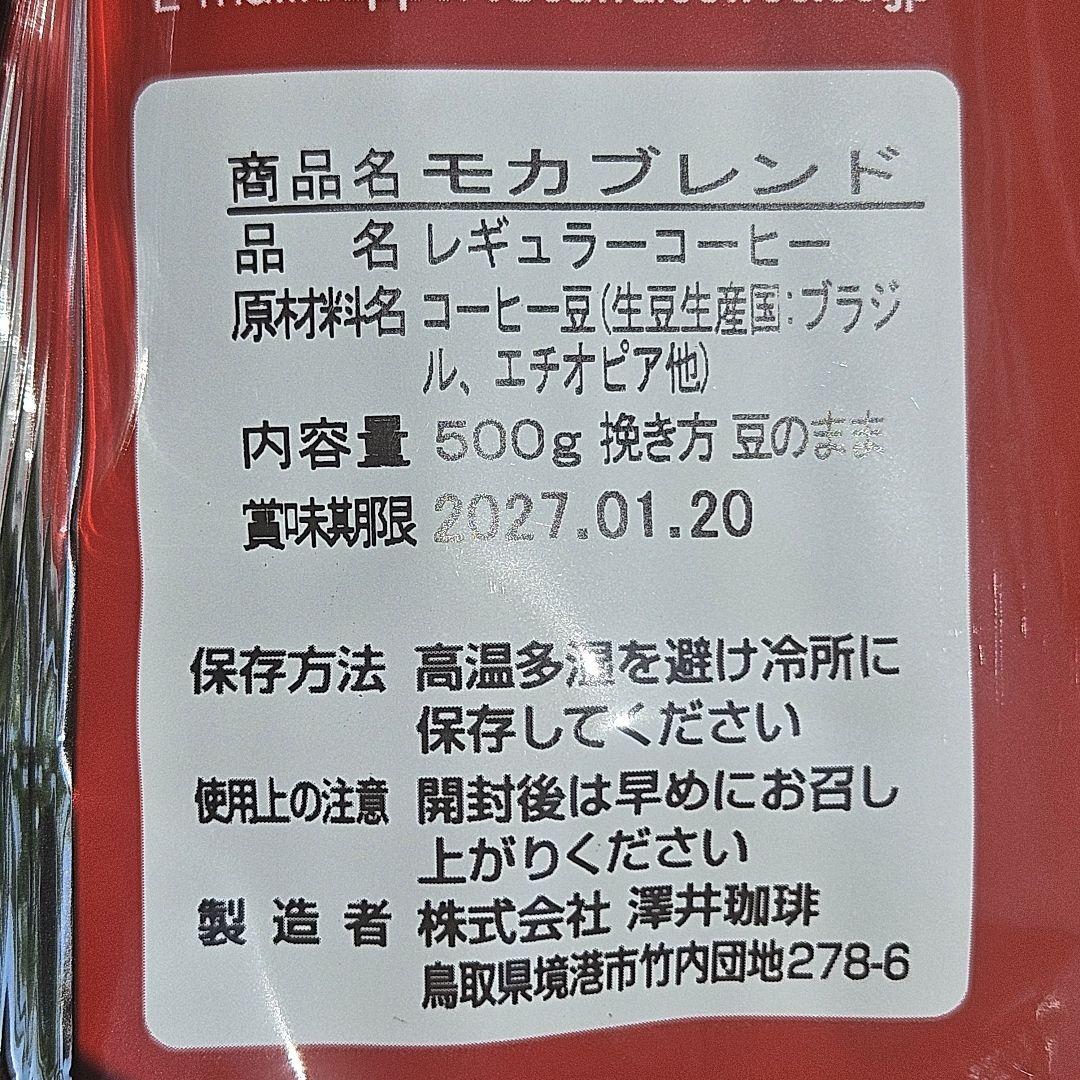 商品名 モカブレンド
品 名 レギュラーコーヒー
原材料名 コーヒー豆(生豆生産国:ブラジ
ル、エチオピア他)
内容量 500g 挽き方 豆のまま
賞味期限 2027.01.20
保存方法 高温多湿を避け冷所に
保存してください
使用上の注意 開封後は早めにお召し
上がりください
製造者 株式会社 澤井珈琲
鳥取県境港市竹内団地278-6